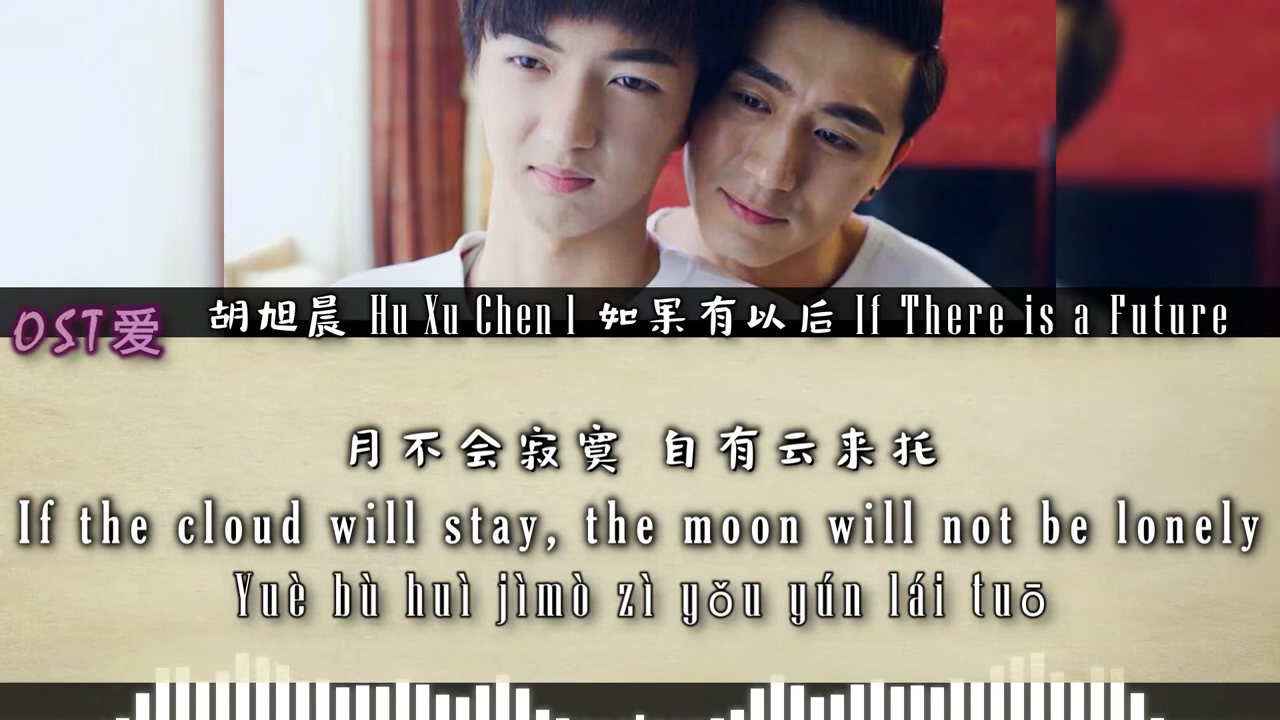 OST爱
胡旭晨 Hu Xu Chen l 如果有以后 If There is a Future
月不会寂寞 自有云来托
If the cloud will stay, the moon will not be lonely
Yuè bù huì jìmò zì yǒu yún lái tuō